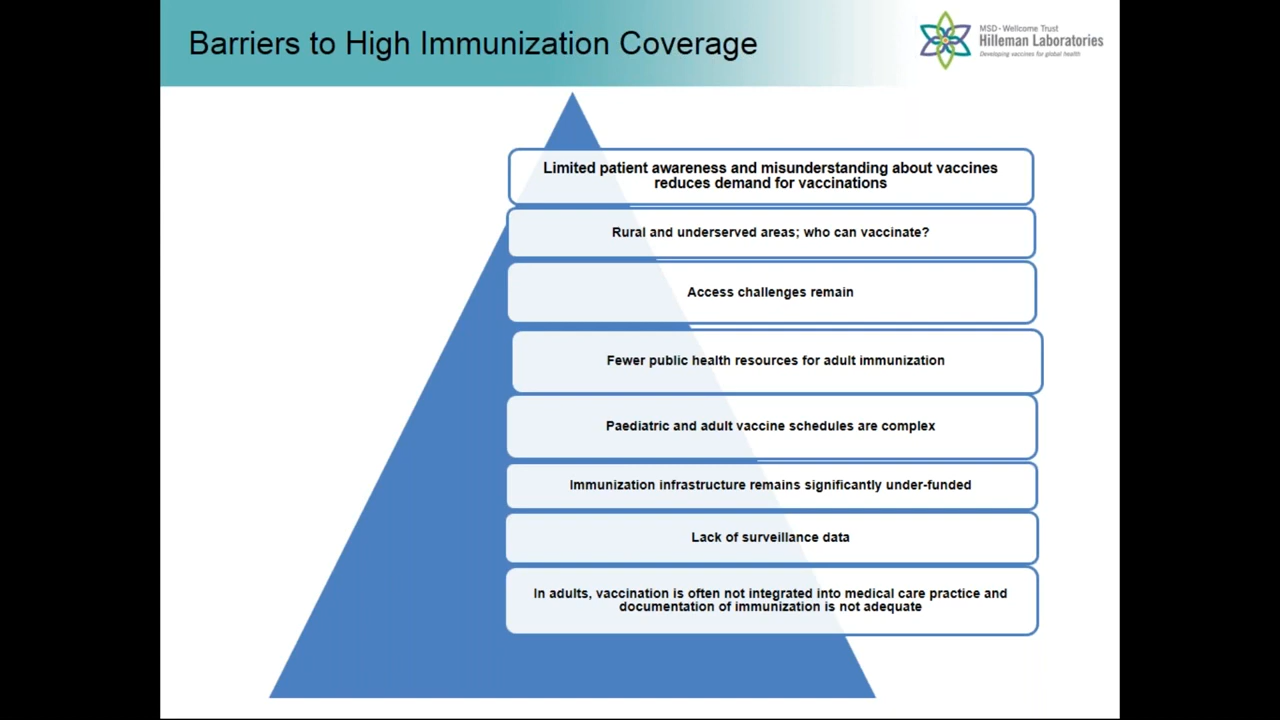 Barriers to High Immunization Coverage
MSD - Wellcome Trust
Hilleman Laboratories
Developing vaccines for global health
Limited patient awareness and misunderstanding about vaccines
reduces demand for vaccinations
Rural and underserved areas; who can vaccinate?
Access challenges remain
Fewer public health resources for adult immunization
Paediatric and adult vaccine schedules are complex
Immunization infrastructure remains significantly under-funded
Lack of surveillance data
In adults, vaccination is often not integrated into medical care practice and
documentation of immunization is not adequate